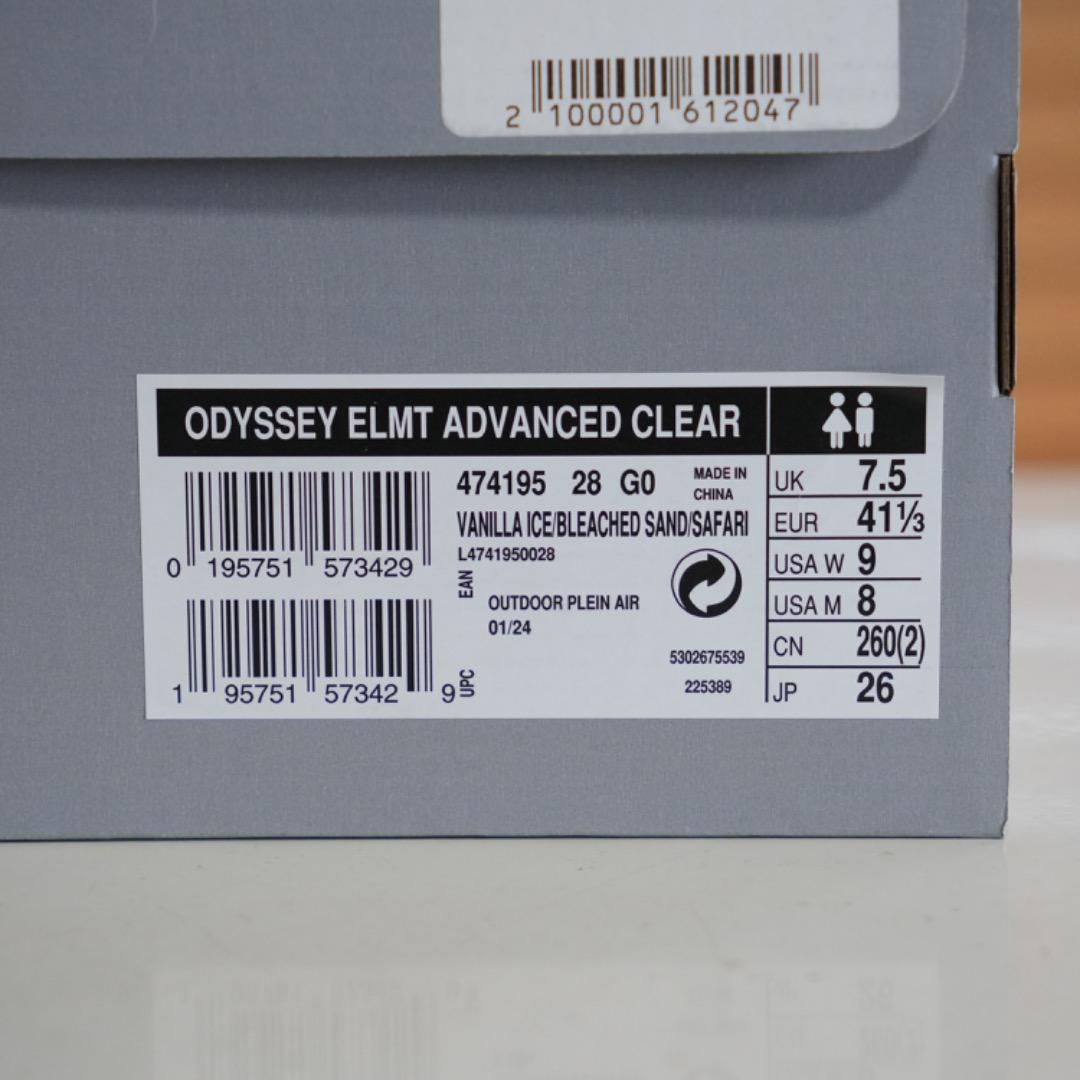 2 100001 612047
ODYSSEY ELMT ADVANCED CLEAR
474195 28 G0
MADE IN
CHINA
VANILLA ICE/BLEACHED SAND/SAFARI
L4741950028
0 195751 573429
EAN
OUTDOOR PLEIN AIR
01/24
5302675539
225389
1 95751 57342 9
UPC
UK 7.5
EUR 41⅓
USA W 9
USA M 8
CN 260(2)
JP 26